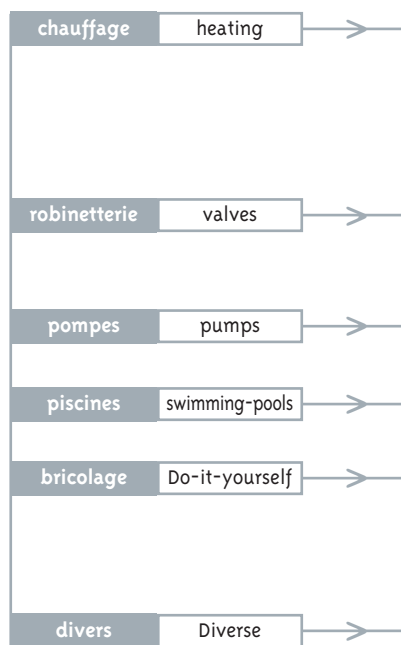 chauffage heating
robinetterie valves
pompes pumps
piscines swimming-pools
bricolage Do-it-yourself
divers Diverse